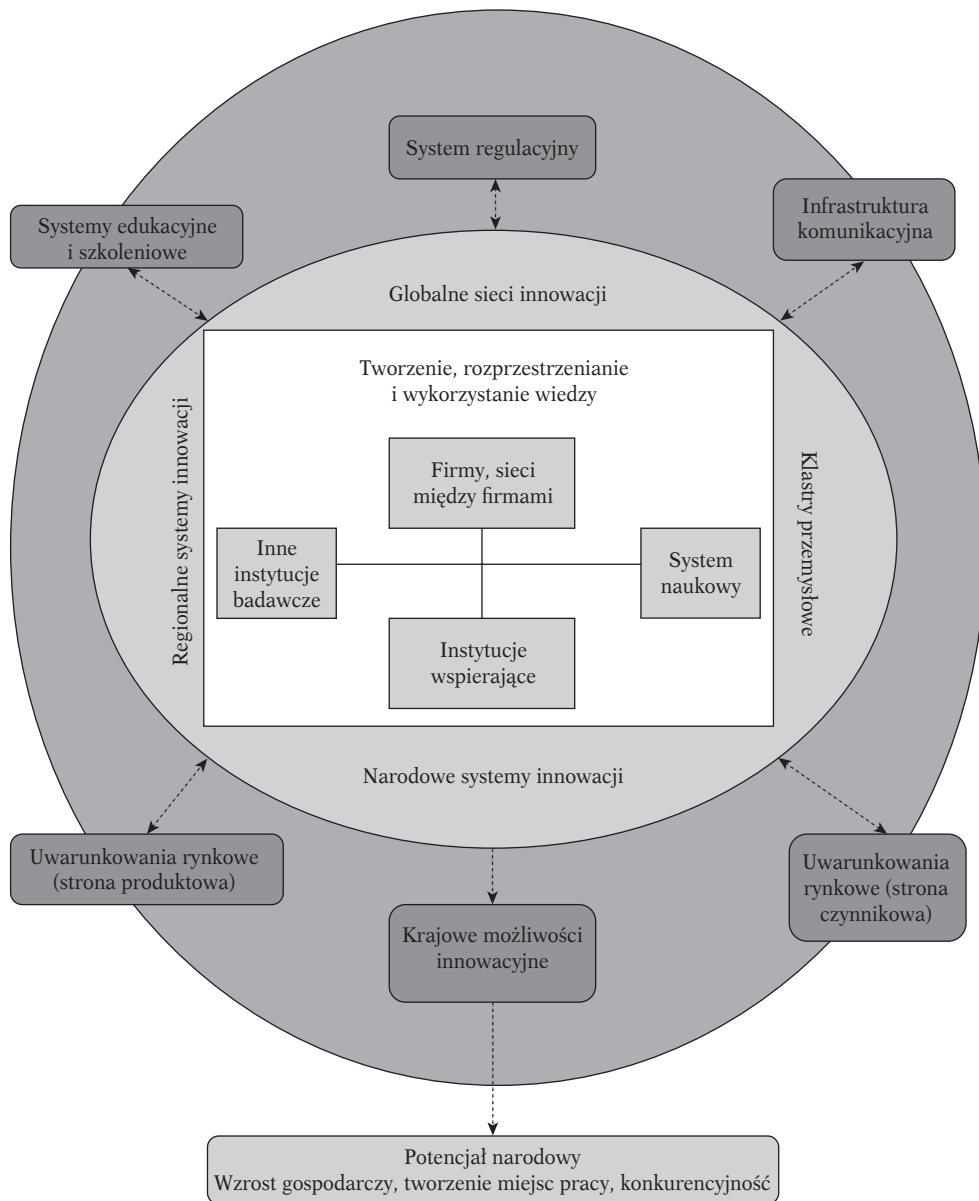 System regulacyjny
Systemy edukacyjne
i szkoleniowe
Infrastruktura
komunikacyjna
Globalne sieci innowacji
Tworzenie, rozprzestrzenianie
i wykorzystanie wiedzy
Regionalne systemy innowacji
Klastry przemysłowe
Firmy, sieci
między firmami
Inne
instytucje
badawcze
System
naukowy
Instytucje
wspierające
Narodowe systemy innowacji
Uwarunkowania rynkowe
(strona produktowa)
Uwarunkowania
rynkowe (strona
czynnikowa)
Krajowe możliwości
innowacyjne
Potencjał narodowy
Wzrost gospodarczy, tworzenie miejsc pracy, konkurencyjność